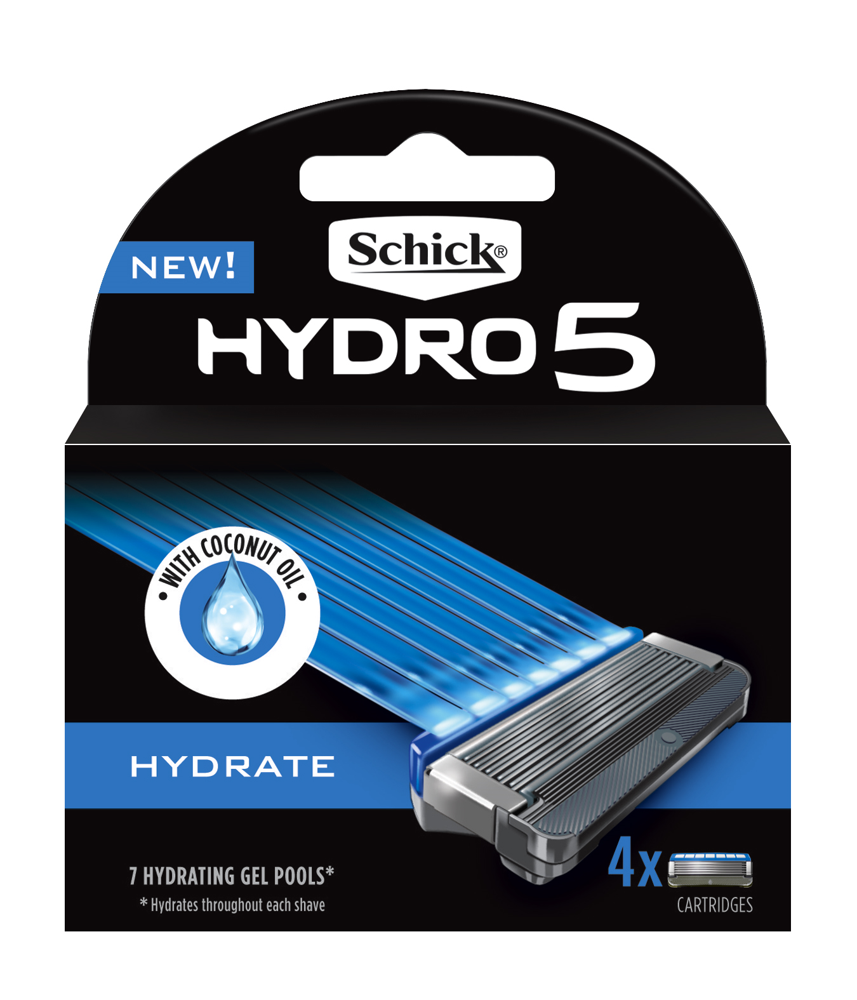 Schick®
NEW!
HYDRO 5
• WITH COCONUT OIL •
HYDRATE
7 HYDRATING GEL POOLS*
* Hydrates throughout each shave
4x
CARTRIDGES